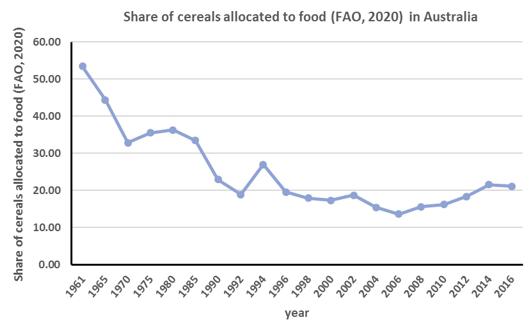 Share of cereals allocated to food (FAO, 2020) in Australia
Share of cereals allocated to food (FAO, 2020)
60.00
50.00
40.00
30.00
20.00
10.00
0.00
1961 1965 1970 1975 1980 1985 1990 1992 1994 1996 1998 2000 2002 2004 2006 2008 2010 2012 2014 2016
year